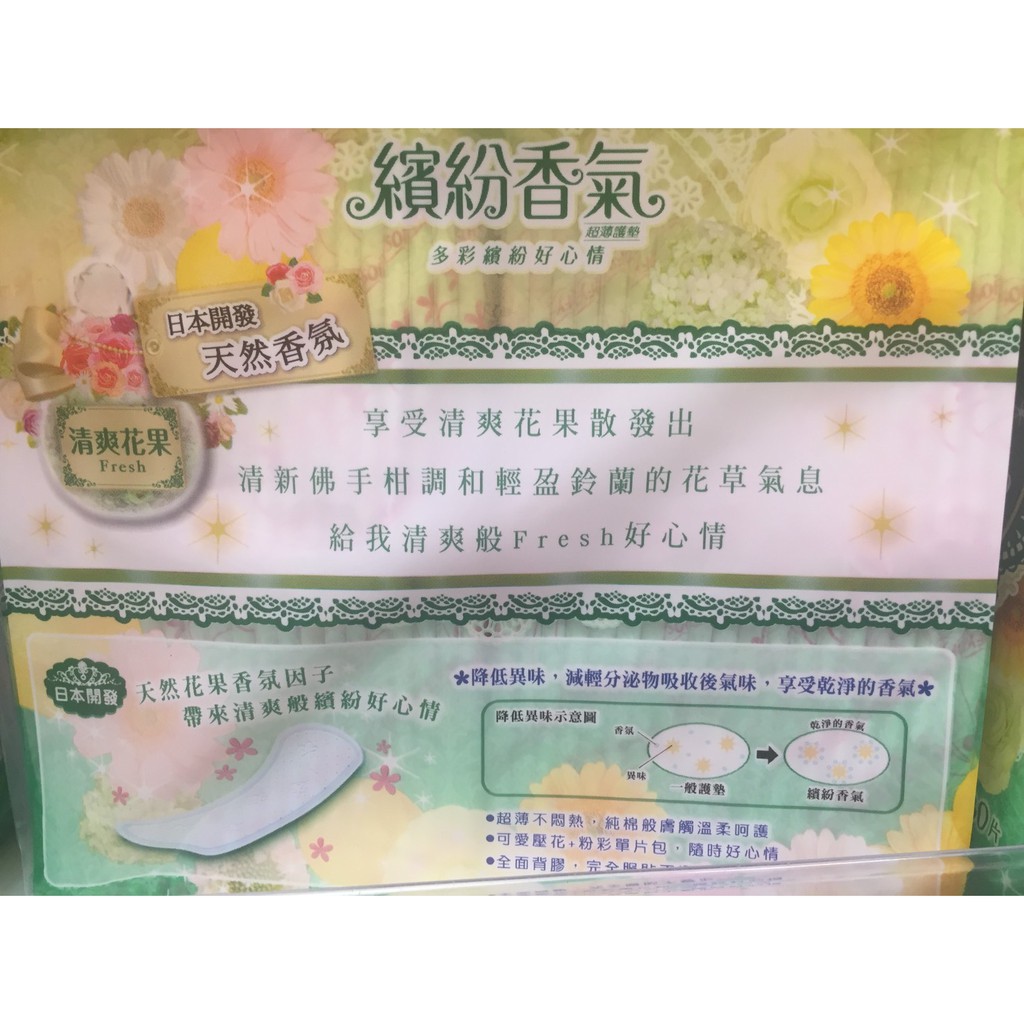 繽紛香氣
超薄護墊
多彩繽紛好心情
日本開發
天然香氛
清爽花果
Fresh
享受清爽花果散發出
清新佛手柑調和輕盈鈴蘭的花草氣息
給我清爽般Fresh好心情
日本開發
天然花果香氛因子
帶來清爽般繽紛好心情
*降低異味，減輕分泌物吸收後氣味，享受乾淨的香氣*
降低異味示意圖
香氛
異味
一般護墊
乾淨的香氣
繽紛香氣
•超薄不悶熱，純棉般膚觸溫柔呵護
•可愛壓花+粉彩單片包，隨時好心情
•全面背膠，完全服貼
0片